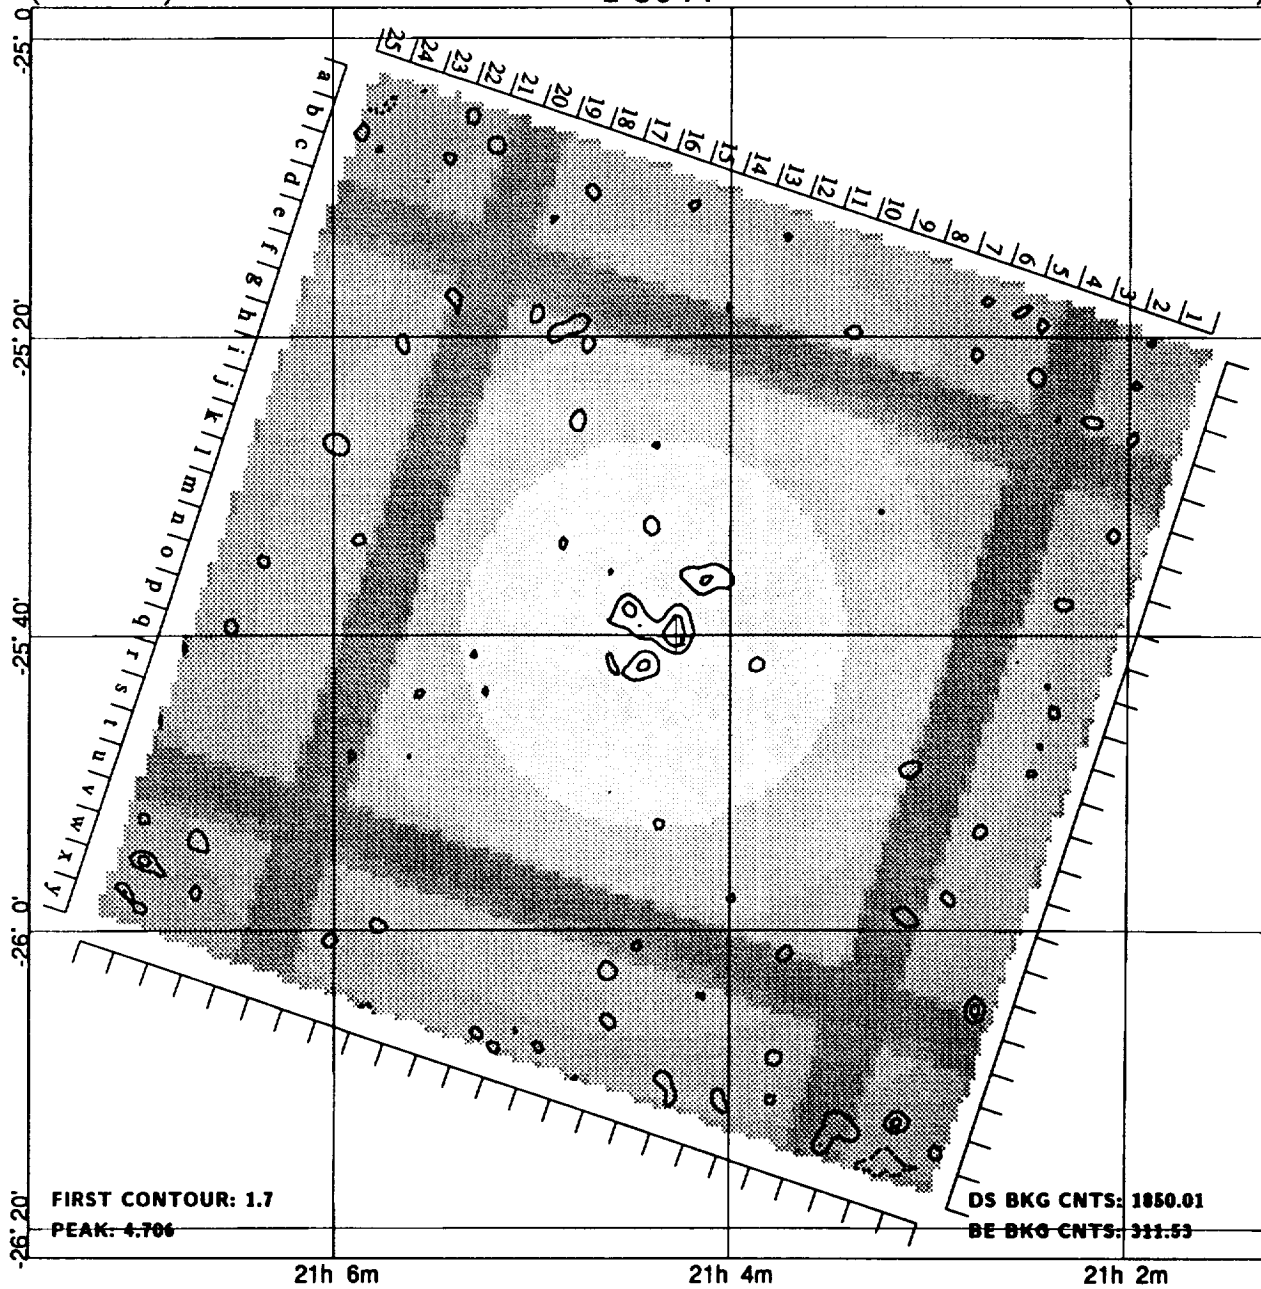 25 24 23 22 21 20 19 18 17 16 15 14 13 12 11 10 9 8 7 6 5 4 3 2 1
a b c d e f g h i j k l m n o p q r s t u v w x y
-25° 0
-25° 20'
-25° 40'
-26° 0'
-26° 20'
FIRST CONTOUR: 1.7
PEAK: 4.706
DS BKG CNTS: 1850.01
BE BKG CNTS: 311.53
21h 6m
21h 4m
21h 2m